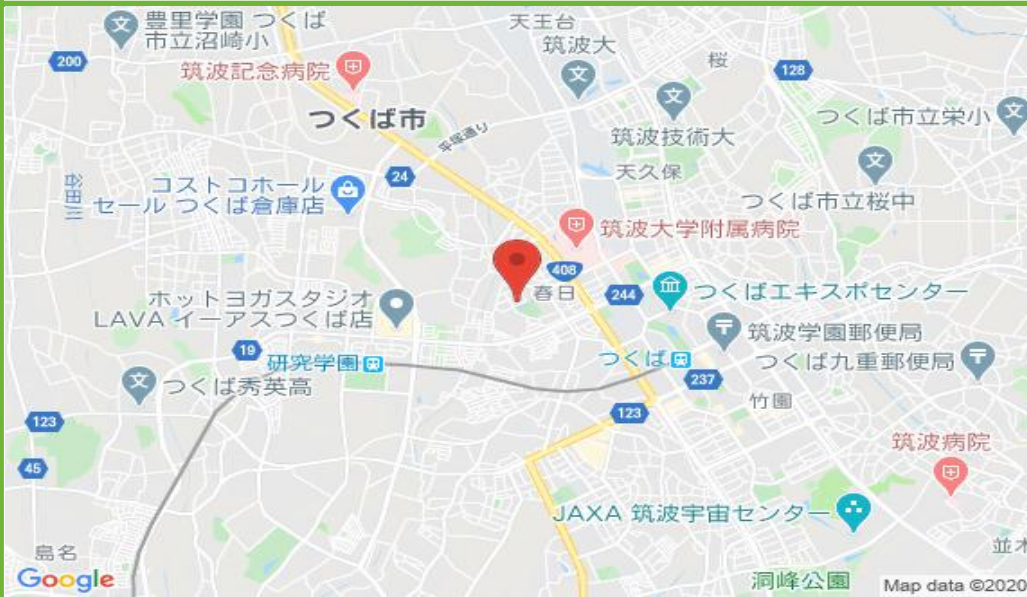 豊里学園 つくば
市立沼崎小
天王台
筑波大
桜
200
筑波記念病院
128
つくば市
平塚通り
筑波技術大
つくば市立栄小
谷田川
コストコホール
セール つくば倉庫店
24
天久保
つくば市立桜中
筑波大学附属病院
408
春日
244
つくばエキスポセンター
ホットヨガスタジオ
LAVA イーアスつくば店
筑波学園郵便局
19
研究学園
つくば
つくば九重郵便局
つくば秀英高
237
竹園
123
123
筑波病院
45
JAXA 筑波宇宙センター
島名
並木
Google
洞峰公園
Map data ©2020